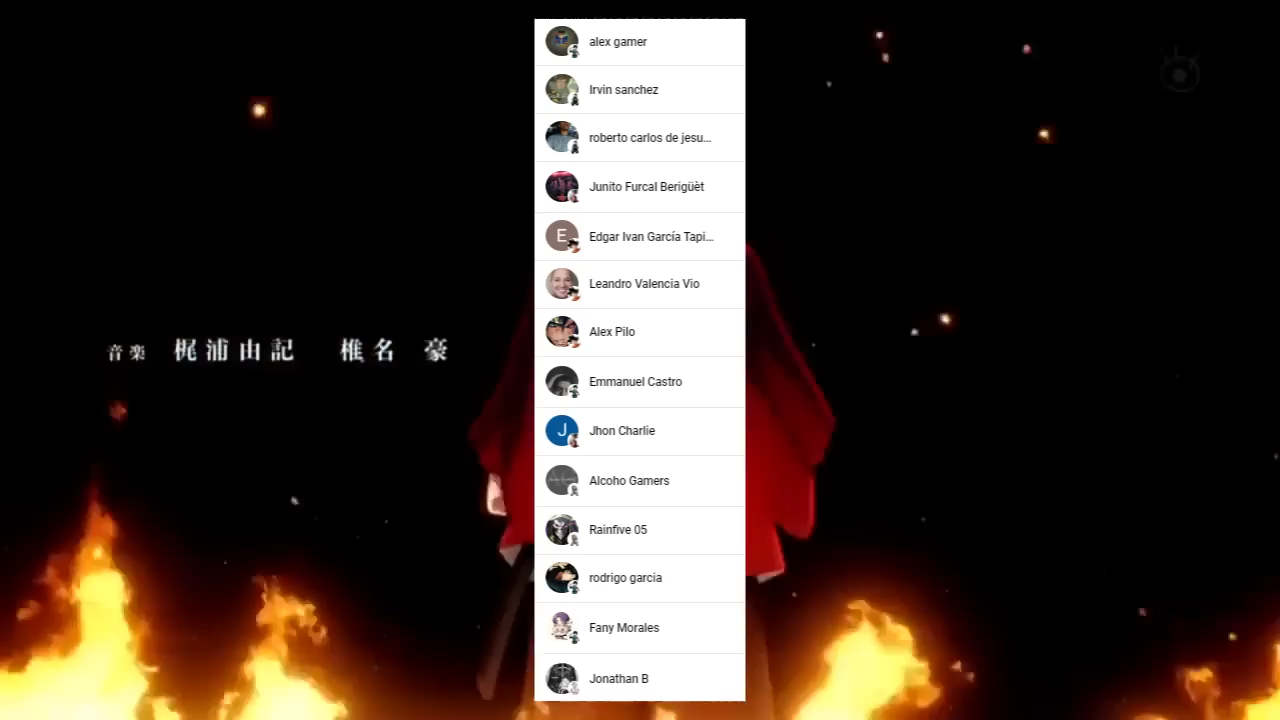 alex gamer
Irvin sanchez
roberto carlos de jesu...
Junito Furcal Berigüèt
E
Edgar Ivan García Tapi...
Leandro Valencia Vio
Alex Pilo
音楽 梶浦由記 椎名 豪
Emmanuel Castro
J
Jhon Charlie
Alcoho Gamers
Rainfive 05
rodrigo garcia
Fany Morales
Jonathan B